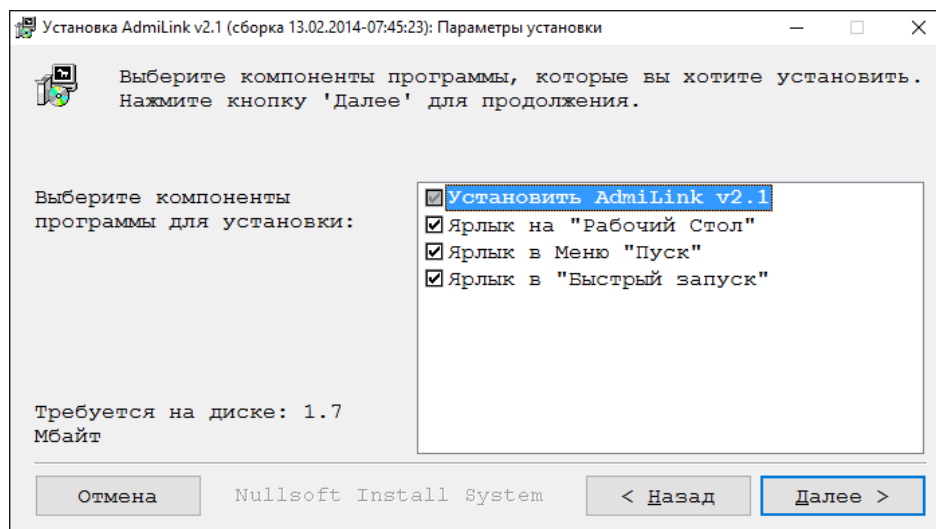 Установка AdmiLink v2.1 (сборка 13.02.2014-07:45:23): Параметры установки
Выберите компоненты программы, которые вы хотите установить.
Нажмите кнопку 'Далее' для продолжения.
Выберите компоненты
программы для установки:
Установить AdmiLink v2.1
Ярлык на "Рабочий Стол"
Ярлык в Меню "Пуск"
Ярлык в "Быстрый запуск"
Требуется на диске: 1.7
Мбайт
Отмена
Nullsoft Install System
< Назад
Далее >